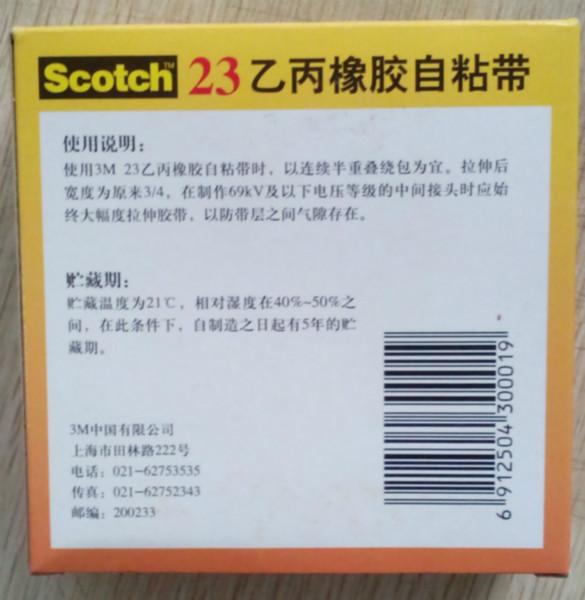 Scotch™ 23 乙丙橡胶自粘带
使用说明：
使用3M 23乙丙橡胶自粘带时，以连续半重叠绕包为宜。拉伸后
宽度为原来3/4，在制作69kV及以下电压等级的中间接头时应始
终大幅度拉伸胶带，以防带层之间气隙存在。
贮藏期：
贮藏温度为21℃，相对湿度在40%~50%之
间，在此条件下，自制造之日起有5年的贮
藏期。
3M中国有限公司
上海市田林路222号
电话：021-62753535
传真：021-62752343
邮编：200233
6 912504 300019